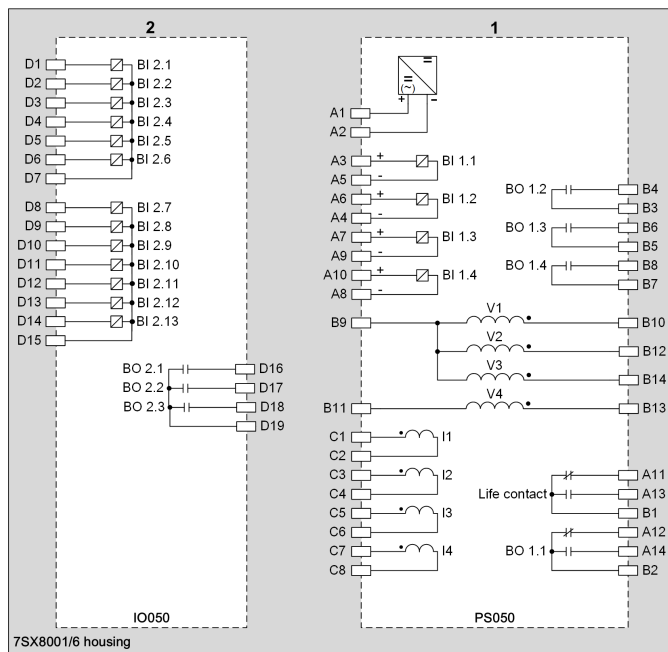 2
D1 BI 2.1
D2 BI 2.2
D3 BI 2.3
D4 BI 2.4
D5 BI 2.5
D6 BI 2.6
D7
D8 BI 2.7
D9 BI 2.8
D10 BI 2.9
D11 BI 2.10
D12 BI 2.11
D13 BI 2.12
D14 BI 2.13
D15
BO 2.1 D16
BO 2.2 D17
BO 2.3 D18
D19
IO050
1
=
=
(~)
+ -
A1
A2
A3 + BI 1.1
A5 -
A6 + BI 1.2
A4 -
A7 + BI 1.3
A9 -
A10 + BI 1.4
A8 -
BO 1.2 B4
B3
BO 1.3 B6
B5
BO 1.4 B8
B7
B9 V1 B10
V2 B12
V3 B14
B11 V4 B13
C1 I1
C2
C3 I2
C4
C5 I3
C6
C7 I4
C8
A11
Life contact A13
B1
A12
BO 1.1 A14
B2
PS050
7SX8001/6 housing